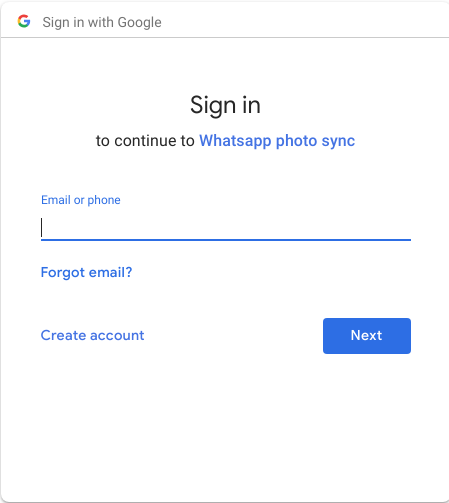 Sign in with Google
Sign in
to continue to Whatsapp photo sync
Email or phone
Forgot email?
Create account
Next